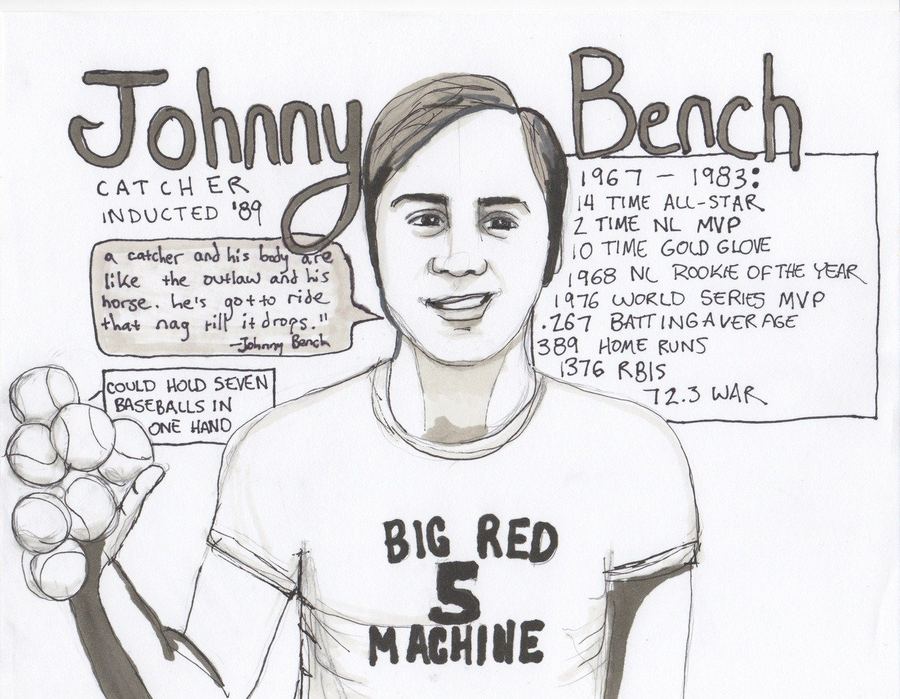 Johnny Bench
CATCHER
INDUCTED '89
a catcher and his body are
like the outlaw and his
horse. he's got to ride
that nag till it drops."
-Johnny Bench
COULD HOLD SEVEN
BASEBALLS IN
ONE HAND
1967 - 1983:
14 TIME ALL-STAR
2 TIME NL MVP
10 TIME GOLD GLOVE
1968 NL ROOKIE OF THE YEAR
1976 WORLD SERIES MVP
.267 BATTING AVERAGE
389 HOME RUNS
1376 RBIS
72.3 WAR
BIG RED
5
MACHINE